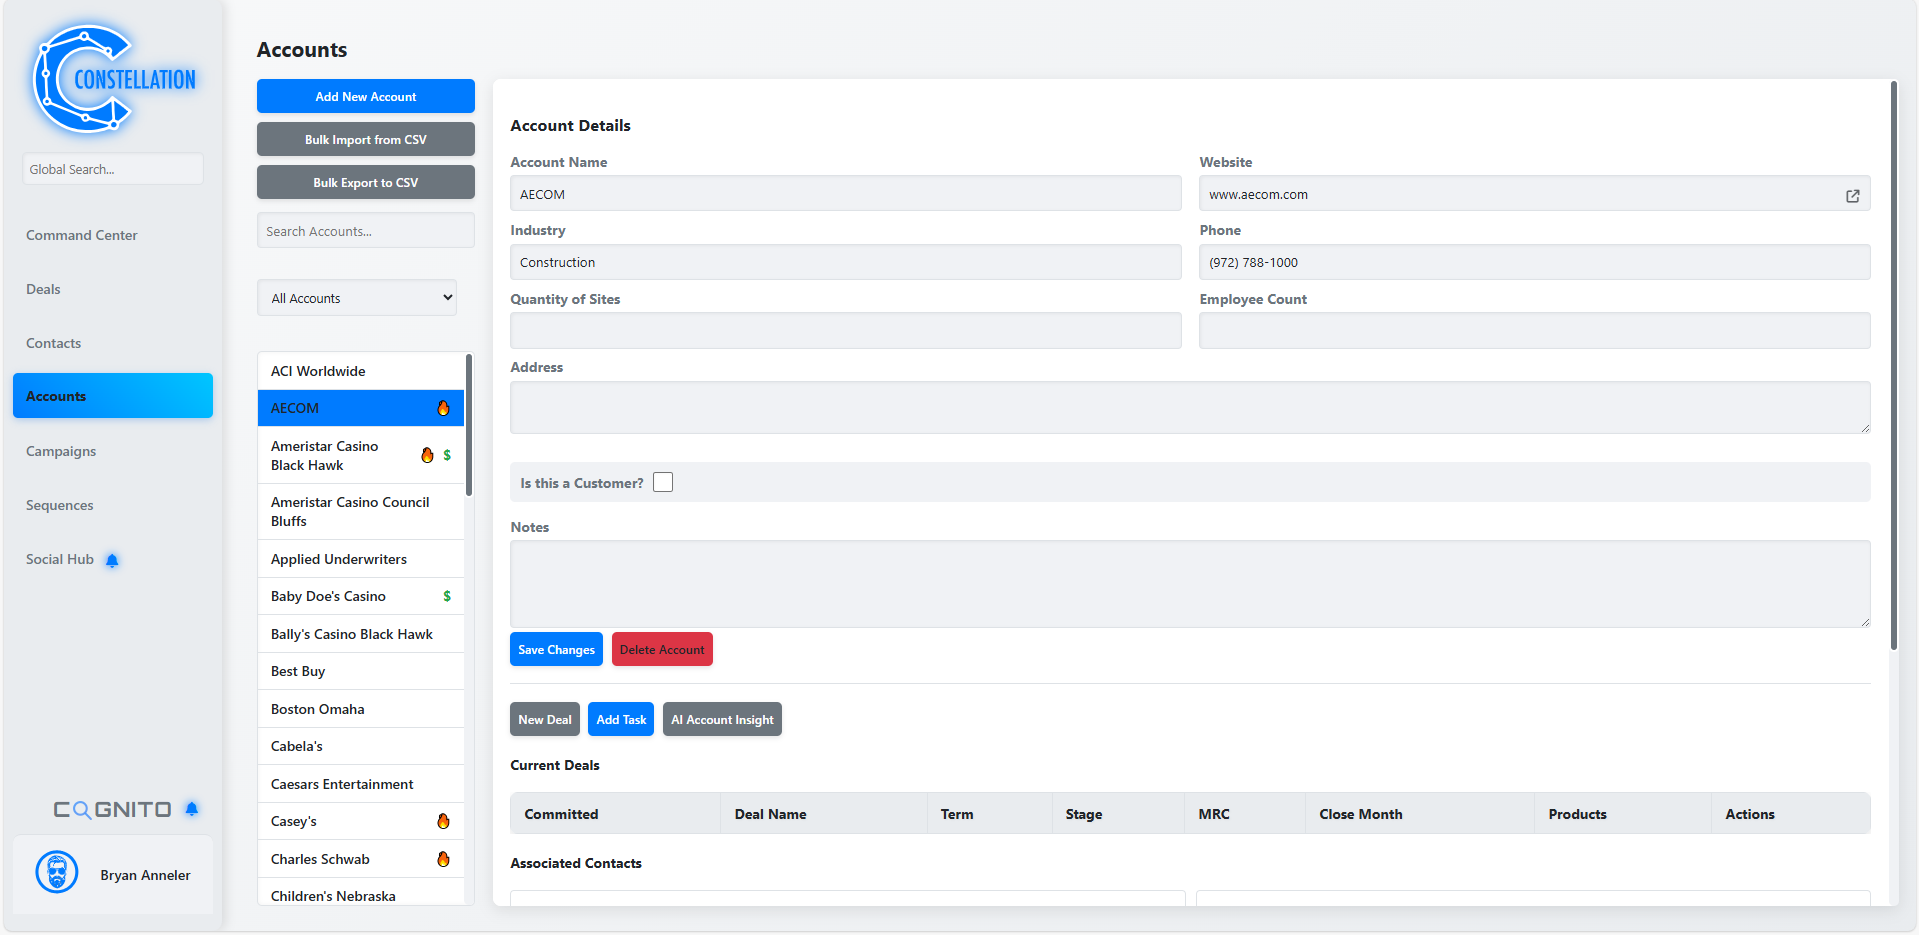 CONSTELLATION
Global Search...
Command Center
Deals
Contacts
Accounts
Campaigns
Sequences
Social Hub
COGNITO
Bryan Anneler
Accounts
Add New Account
Bulk Import from CSV
Bulk Export to CSV
Search Accounts...
All Accounts
ACI Worldwide
AECOM
Ameristar Casino
Black Hawk
$
Ameristar Casino Council
Bluffs
Applied Underwriters
Baby Doe's Casino $
Bally's Casino Black Hawk
Best Buy
Boston Omaha
Cabela's
Caesars Entertainment
Casey's
Charles Schwab
Children's Nebraska
Account Details
Account Name
AECOM
Website
www.aecom.com
Industry
Construction
Phone
(972) 788-1000
Quantity of Sites
Employee Count
Address
Is this a Customer?
Notes
Save Changes
Delete Account
New Deal
Add Task
AI Account Insight
Current Deals
Committed Deal Name Term Stage MRC Close Month Products Actions
Associated Contacts